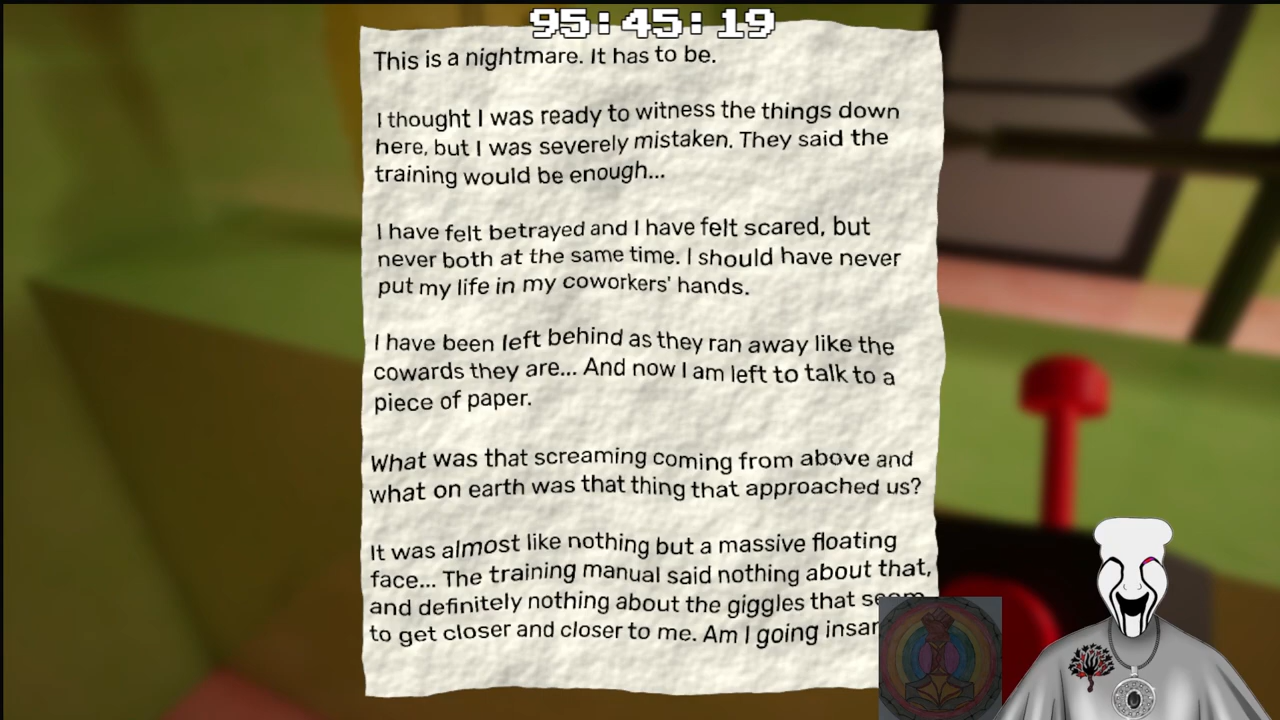 95:45:19
This is a nightmare. It has to be.
I thought I was ready to witness the things down
here, but I was severely mistaken. They said the
training would be enough...
I have felt betrayed and I have felt scared, but
never both at the same time. I should have never
put my life in my coworkers' hands.
I have been left behind as they ran away like the
cowards they are... And now I am left to talk to a
piece of paper.
What was that screaming coming from above and
what on earth was that thing that approached us?
It was almost like nothing but a massive floating
face... The training manual said nothing about that,
and definitely nothing about the giggles that seem
to get closer and closer to me. Am I going